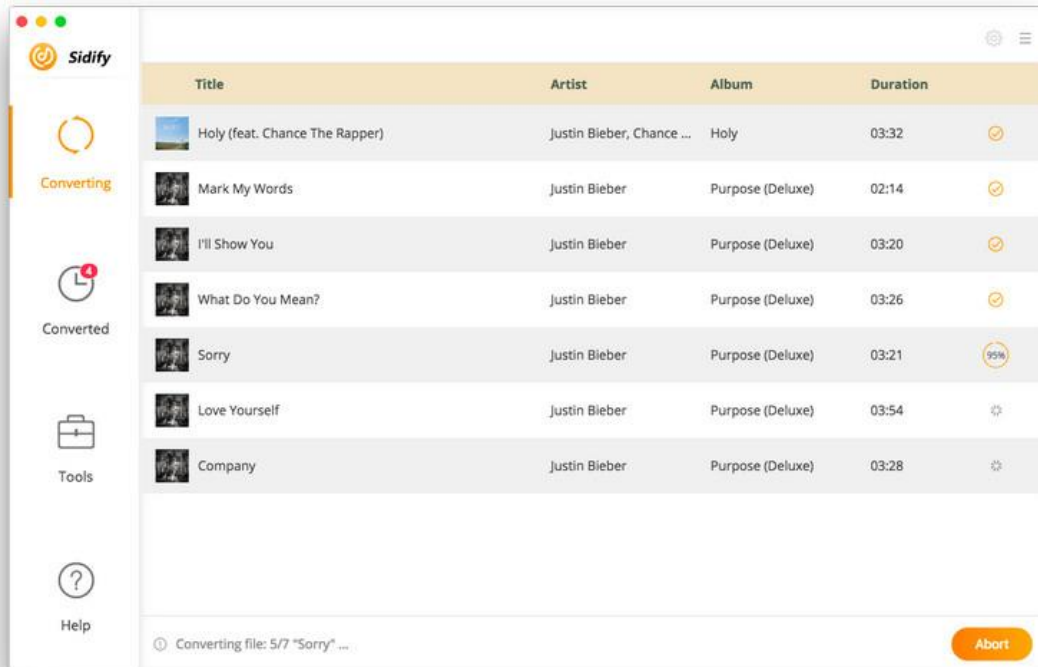 Sidify
Title Artist Album Duration
Holy (feat. Chance The Rapper) Justin Bieber, Chance ... Holy 03:32
Converting
Mark My Words Justin Bieber Purpose (Deluxe) 02:14
I'll Show You Justin Bieber Purpose (Deluxe) 03:20
4
What Do You Mean? Justin Bieber Purpose (Deluxe) 03:26
Converted
Sorry Justin Bieber Purpose (Deluxe) 03:21 95%
Love Yourself Justin Bieber Purpose (Deluxe) 03:54
Company Justin Bieber Purpose (Deluxe) 03:28
Tools
Help
Converting file: 5/7 "Sorry" ... Abort